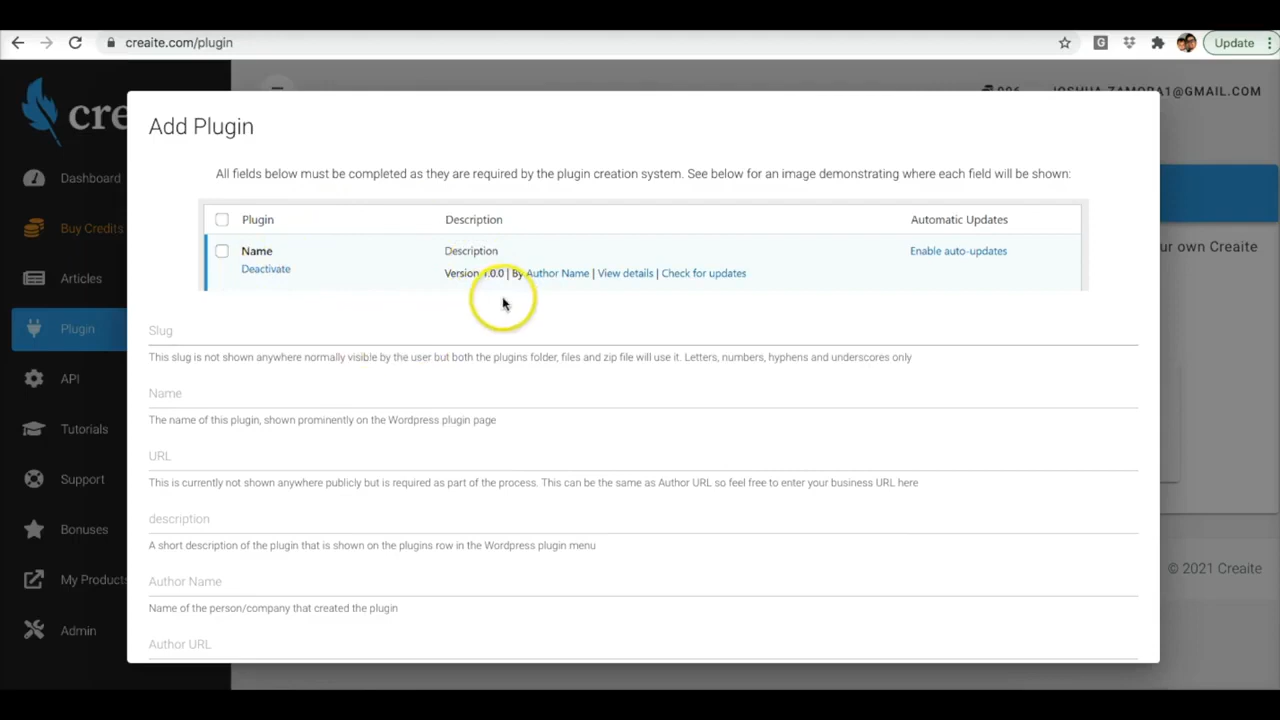 creaite.com/plugin
G
Update
cre
Add Plugin
All fields below must be completed as they are required by the plugin creation system. See below for an image demonstrating where each field will be shown:
Plugin Description Automatic Updates
Name Description Enable auto-updates
Deactivate Version 1.0.0 | By Author Name | View details | Check for updates
Slug
This slug is not shown anywhere normally visible by the user but both the plugins folder, files and zip file will use it. Letters, numbers, hyphens and underscores only
Name
The name of this plugin, shown prominently on the Wordpress plugin page
URL
This is currently not shown anywhere publicly but is required as part of the process. This can be the same as Author URL so feel free to enter your business URL here
description
A short description of the plugin that is shown on the plugins row in the Wordpress plugin menu
Author Name
Name of the person/company that created the plugin
Author URL
Dashboard
Buy Credits
Articles
Plugin
API
Tutorials
Support
Bonuses
My Products
Admin
ur own Creaite
© 2021 Creaite